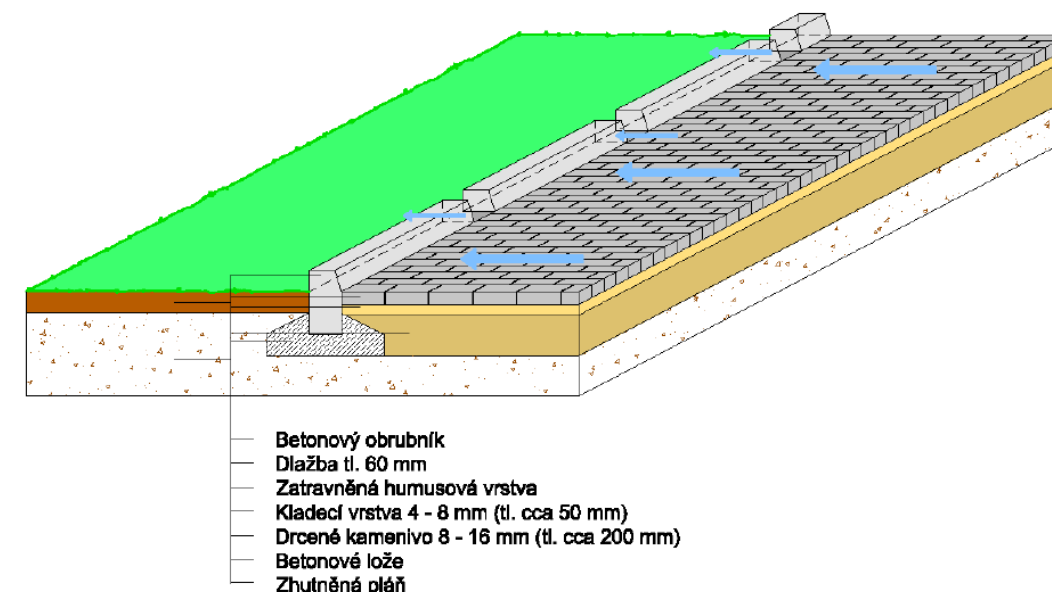 Betonový obrubník
Dlažba tl. 60 mm
Zatravněná humusová vrstva
Kladecí vrstva 4 - 8 mm (tl. cca 50 mm)
Drcené kamenivo 8 - 16 mm (tl. cca 200 mm)
Betonové lože
Zhutněná pláň